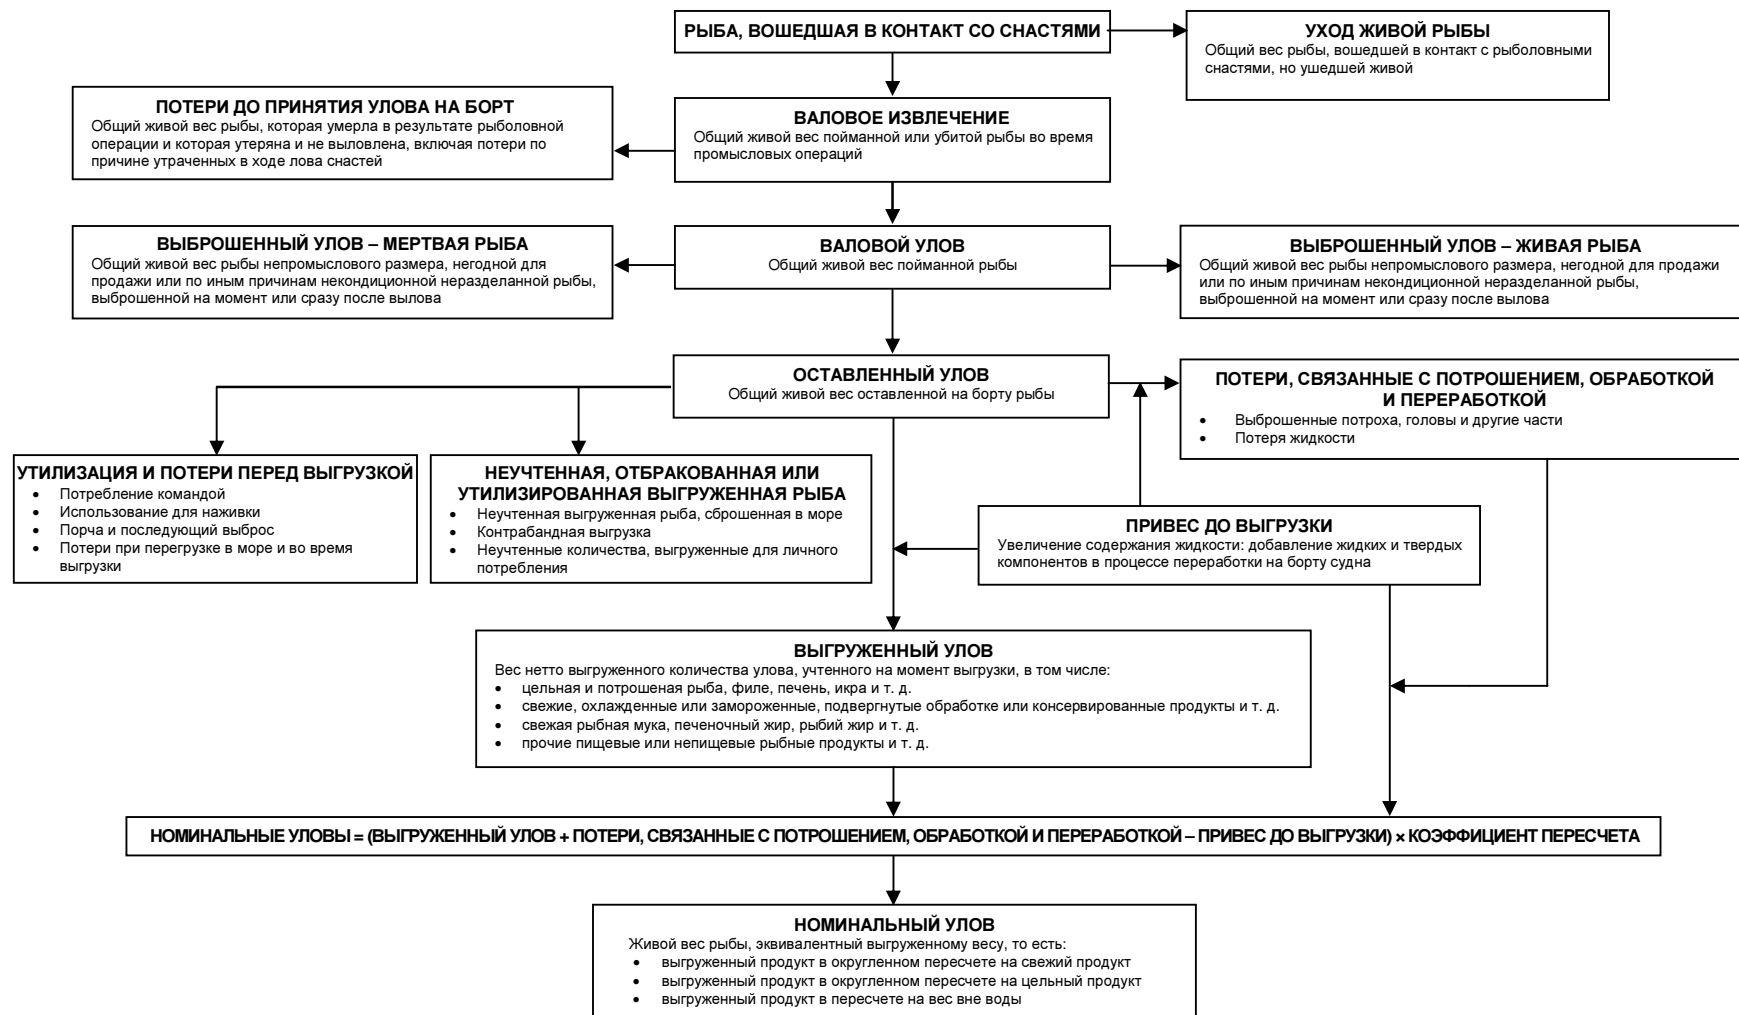 РЫБА, ВОШЕДШАЯ В КОНТАКТ СО СНАСТЯМИ
УХОД ЖИВОЙ РЫБЫ
Общий вес рыбы, вошедшей в контакт с рыболовными
снастями, но ушедшей живой
ПОТЕРИ ДО ПРИНЯТИЯ УЛОВА НА БОРТ
Общий живой вес рыбы, которая умерла в результате рыболовной
операции и которая утеряна и не выловлена, включая потери по
причине утраченных в ходе лова снастей
ВАЛОВОЕ ИЗВЛЕЧЕНИЕ
Общий живой вес пойманной или убитой рыбы во время
промысловых операций
ВЫБРОШЕННЫЙ УЛОВ – МЕРТВАЯ РЫБА
Общий живой вес рыбы непромыслового размера, негодной для
продажи или по иным причинам некондиционной неразделанной рыбы,
выброшенной на момент или сразу после вылова
ВАЛОВОЙ УЛОВ
Общий живой вес пойманной рыбы
ВЫБРОШЕННЫЙ УЛОВ – ЖИВАЯ РЫБА
Общий живой вес рыбы непромыслового размера, негодной для продажи
или по иным причинам некондиционной неразделанной рыбы,
выброшенной на момент или сразу после вылова
ОСТАВЛЕННЫЙ УЛОВ
Общий живой вес оставленной на борту рыбы
ПОТЕРИ, СВЯЗАННЫЕ С ПОТРОШЕНИЕМ, ОБРАБОТКОЙ
И ПЕРЕРАБОТКОЙ
• Выброшенные потроха, головы и другие части
• Потеря жидкости
УТИЛИЗАЦИЯ И ПОТЕРИ ПЕРЕД ВЫГРУЗКОЙ
• Потребление командой
• Использование для наживки
• Порча и последующий выброс
• Потери при перегрузке в море и во время
выгрузки
НЕУЧТЕННАЯ, ОТБРАКОВАННАЯ ИЛИ
УТИЛИЗИРОВАННАЯ ВЫГРУЖЕННАЯ РЫБА
• Неучтенная выгруженная рыба, сброшенная в море
• Контрабандная выгрузка
• Неучтенные количества, выгруженные для личного
потребления
ПРИВЕС ДО ВЫГРУЗКИ
Увеличение содержания жидкости: добавление жидких и твердых
компонентов в процессе переработки на борту судна
ВЫГРУЖЕННЫЙ УЛОВ
Вес нетто выгруженного количества улова, учтенного на момент выгрузки, в том числе:
• цельная и потрошеная рыба, филе, печень, икра и т. д.
• свежие, охлажденные или замороженные, подвергнутые обработке или консервированные продукты и т. д.
• свежая рыбная мука, печеночный жир, рыбий жир и т. д.
• прочие пищевые или непищевые рыбные продукты и т. д.
НОМИНАЛЬНЫЕ УЛОВЫ = (ВЫГРУЖЕННЫЙ УЛОВ + ПОТЕРИ, СВЯЗАННЫЕ С ПОТРОШЕНИЕМ, ОБРАБОТКОЙ И ПЕРЕРАБОТКОЙ – ПРИВЕС ДО ВЫГРУЗКИ) × КОЭФФИЦИЕНТ ПЕРЕСЧЕТА
НОМИНАЛЬНЫЙ УЛОВ
Живой вес рыбы, эквивалентный выгруженному весу, то есть:
• выгруженный продукт в округленном пересчете на свежий продукт
• выгруженный продукт в округленном пересчете на цельный продукт
• выгруженный продукт в пересчете на вес вне воды